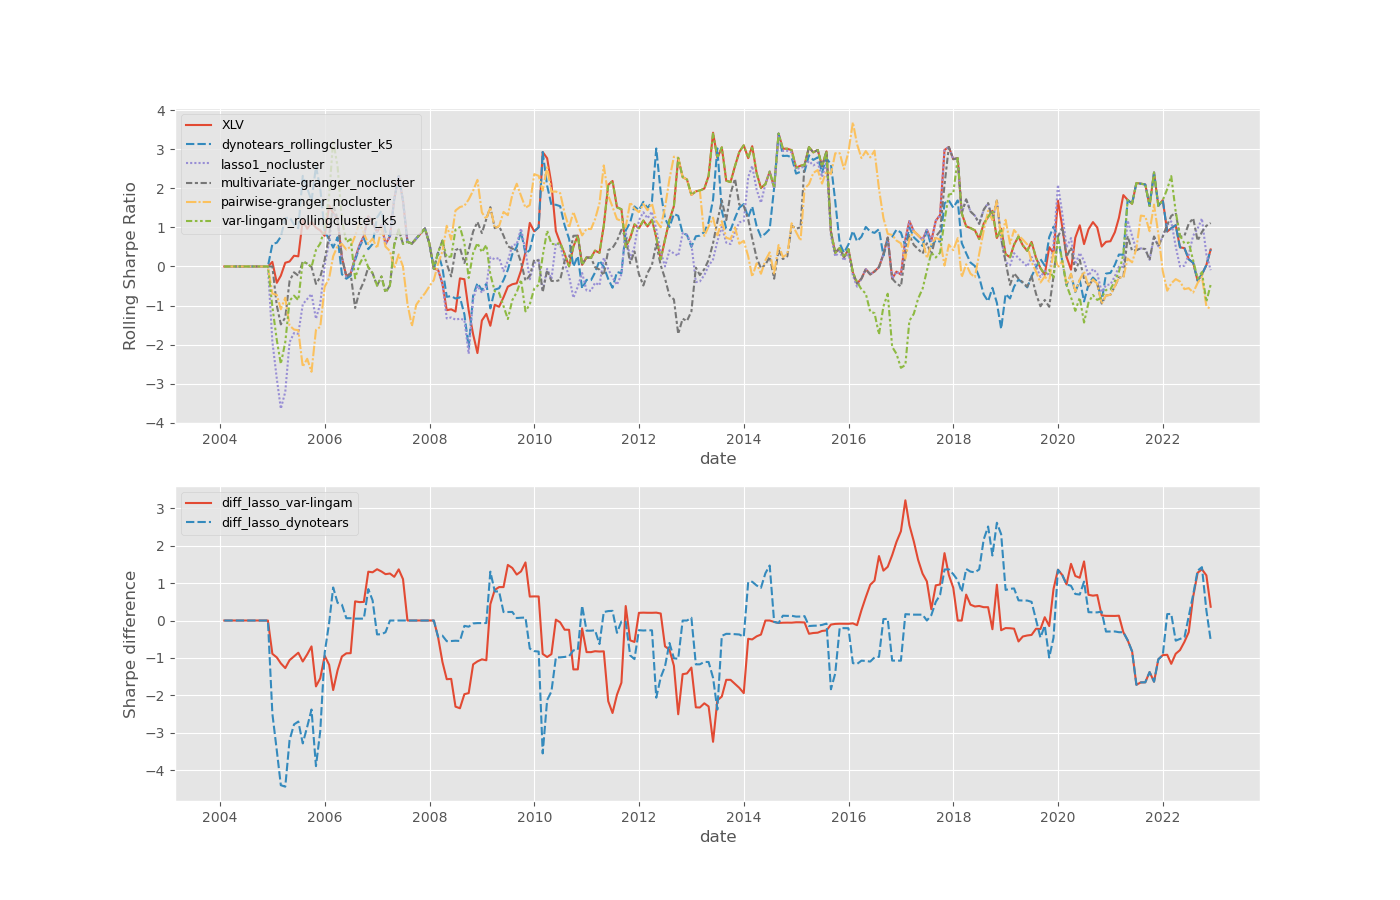 4
3
2
1
0
−1
−2
−3
−4
Rolling Sharpe Ratio
XLV
dynotears_rollingcluster_k5
lasso1_nocluster
multivariate-granger_nocluster
pairwise-granger_nocluster
var-lingam_rollingcluster_k5
2004 2006 2008 2010 2012 2014 2016 2018 2020 2022
date
3
2
1
0
−1
−2
−3
−4
Sharpe difference
diff_lasso_var-lingam
diff_lasso_dynotears
2004 2006 2008 2010 2012 2014 2016 2018 2020 2022
date